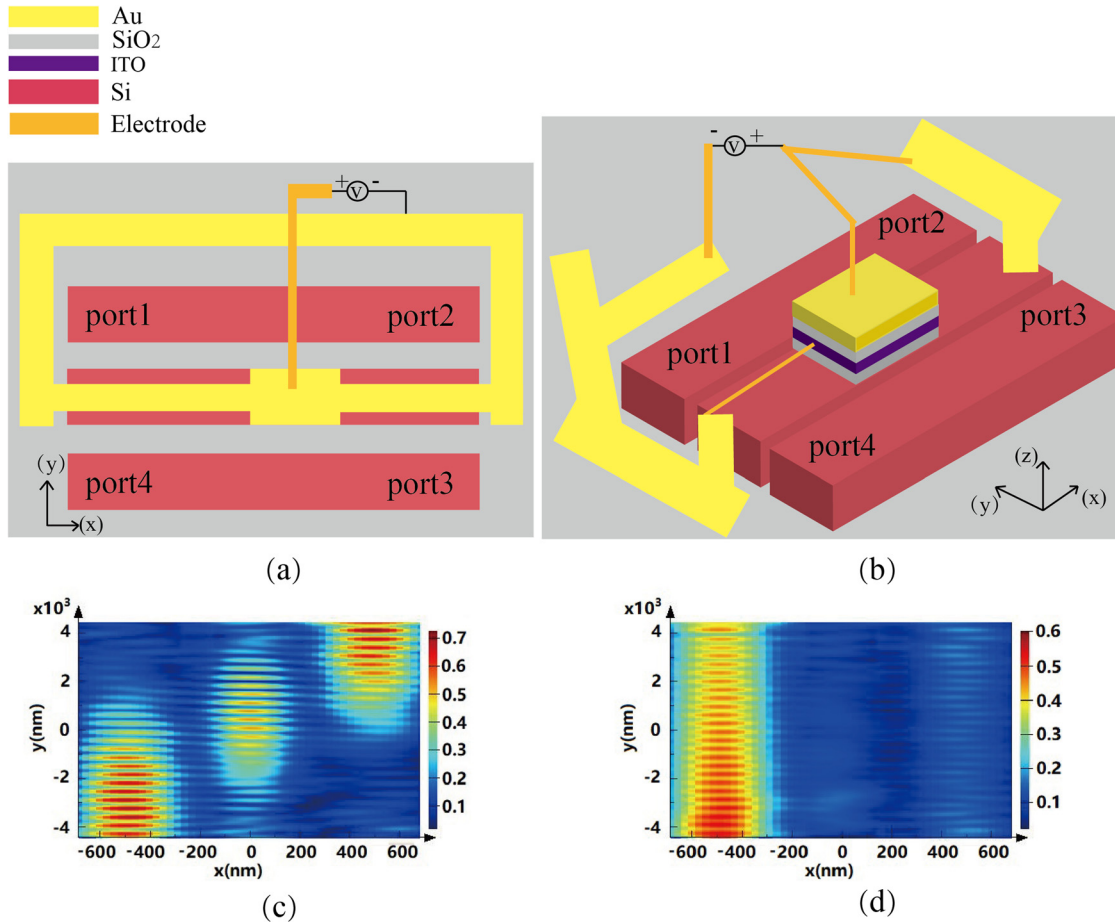 Au
SiO2
ITO
Si
Electrode
+ V -
port1 port2
port4 port3
(y)
(x)
(a)
- V +
port2
port1
port3
port4
(z)
(y) (x)
(b)
x10³
4
2
0
-2
-4
y(nm)
-600 -400 -200 0 200 400 600
x(nm)
0.7
0.6
0.5
0.4
0.3
0.2
0.1
(c)
x10³
4
2
0
-2
-4
y(nm)
-600 -400 -200 0 200 400 600
x(nm)
0.6
0.5
0.4
0.3
0.2
0.1
(d)